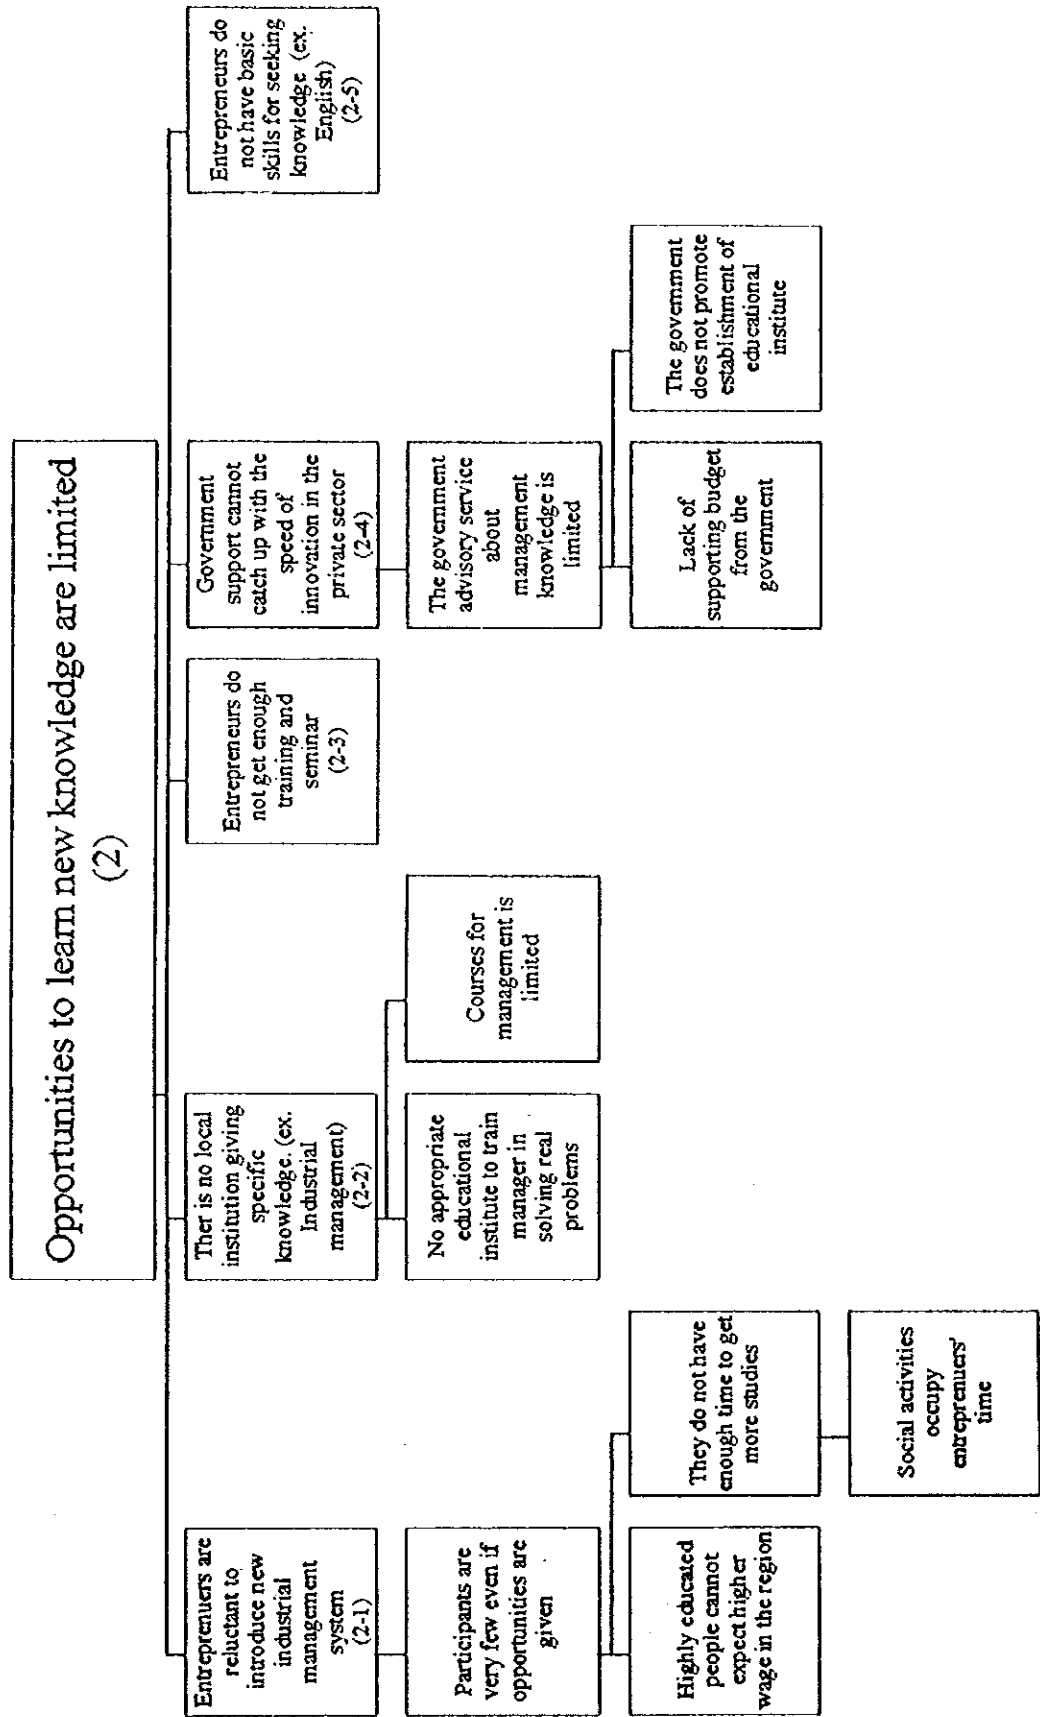 Opportunities to learn new knowledge are limited
(2)
Entreprenuers are
reluctant to
introduce new
industrial
management
system
(2-1)
Participants are
very few even if
opportunities are
given
Highly educated
people cannot
expect higher
wage in the region
They do not have
enough time to get
more studies
Social activities
occupy
entreprenuers'
time
Ther is no local
institution giving
specific
knowledge. (ex.
Industrial
management)
(2-2)
No appropriate
educational
institute to train
manager in
solving real
problems
Courses for
management is
limited
Entrepreneurs do
not get enough
training and
seminar
(2-3)
Government
support cannot
catch up with the
speed of
innovation in the
private sector
(2-4)
The government
advisory service
about
management
knowledge is
limited
Lack of
supporting budget
from the
government
The government
does not promote
establishment of
educational
institute
Entrepreneurs do
not have basic
skills for seeking
knowledge (ex.
English)
(2-5)